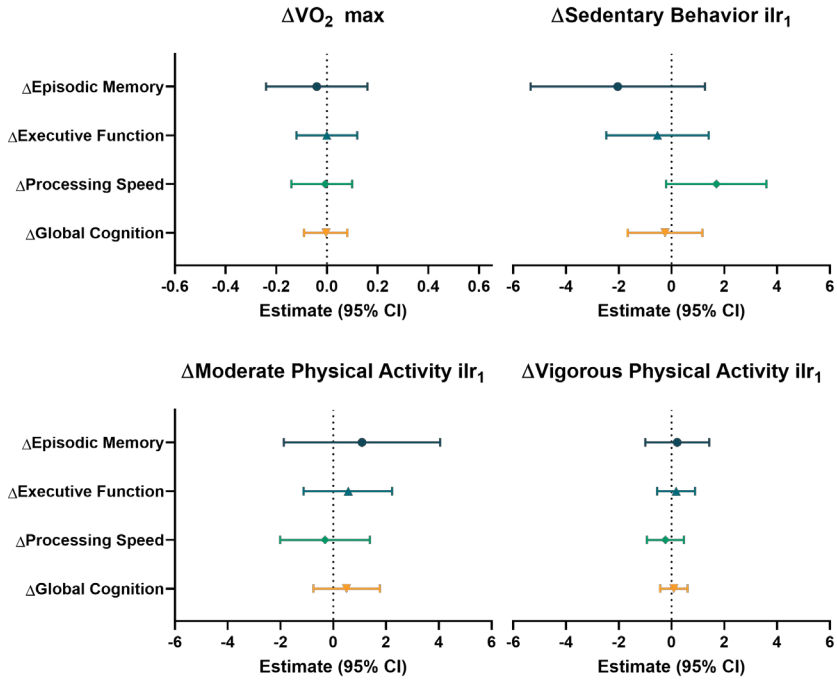 ΔVO₂ max
ΔSedentary Behavior ilr₁
ΔEpisodic Memory
ΔExecutive Function
ΔProcessing Speed
ΔGlobal Cognition
-0.6 -0.4 -0.2 0.0 0.2 0.4 0.6
Estimate (95% CI)
-6 -4 -2 0 2 4 6
Estimate (95% CI)
ΔModerate Physical Activity ilr₁
ΔVigorous Physical Activity ilr₁
ΔEpisodic Memory
ΔExecutive Function
ΔProcessing Speed
ΔGlobal Cognition
-6 -4 -2 0 2 4 6
Estimate (95% CI)
-6 -4 -2 0 2 4 6
Estimate (95% CI)